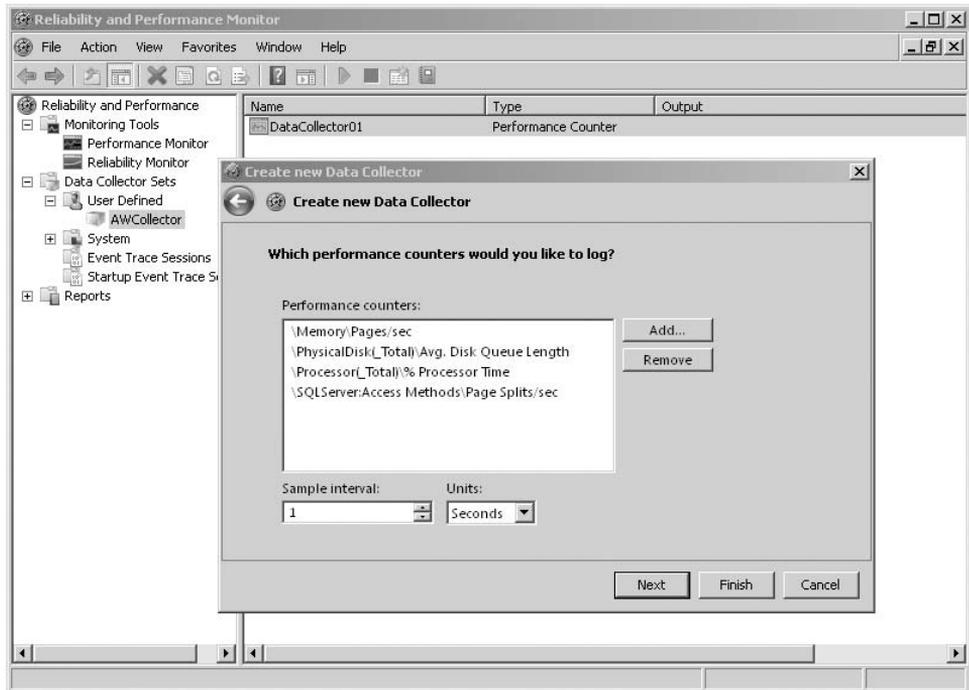 Reliability and Performance Monitor
File Action View Favorites Window Help
Reliability and Performance
Monitoring Tools
Performance Monitor
Reliability Monitor
Data Collector Sets
User Defined
AWCollector
System
Event Trace Sessions
Startup Event Trace S
Reports
Name Type Output
DataCollector01 Performance Counter
Create new Data Collector
Create new Data Collector
Which performance counters would you like to log?
Performance counters:
\Memory\Pages/sec
\PhysicalDisk(_Total)\Avg. Disk Queue Length
\Processor(_Total)\% Processor Time
\SQLServer:Access Methods\Page Splits/sec
Add...
Remove
Sample interval: Units:
1 Seconds
Next Finish Cancel